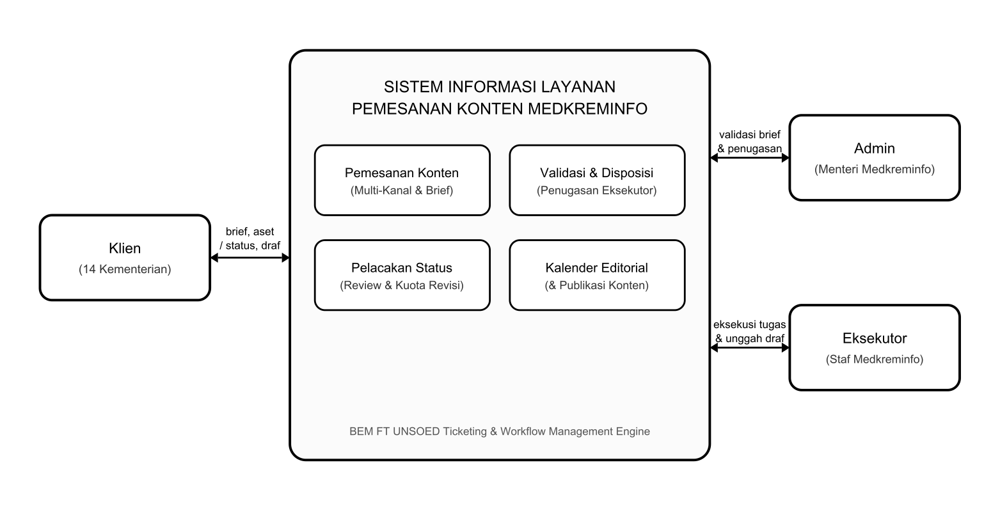 SISTEM INFORMASI LAYANAN
PEMESANAN KONTEN MEDKREMINFO
Klien
(14 Kementerian)
brief, aset
/ status, draf
Pemesanan Konten
(Multi-Kanal & Brief)
Validasi & Disposisi
(Penugasan Eksekutor)
Pelacakan Status
(Review & Kuota Revisi)
Kalender Editorial
(& Publikasi Konten)
BEM FT UNSOED Ticketing & Workflow Management Engine
validasi brief
& penugasan
Admin
(Menteri Medkreminfo)
eksekusi tugas
& unggah draf
Eksekutor
(Staf Medkreminfo)